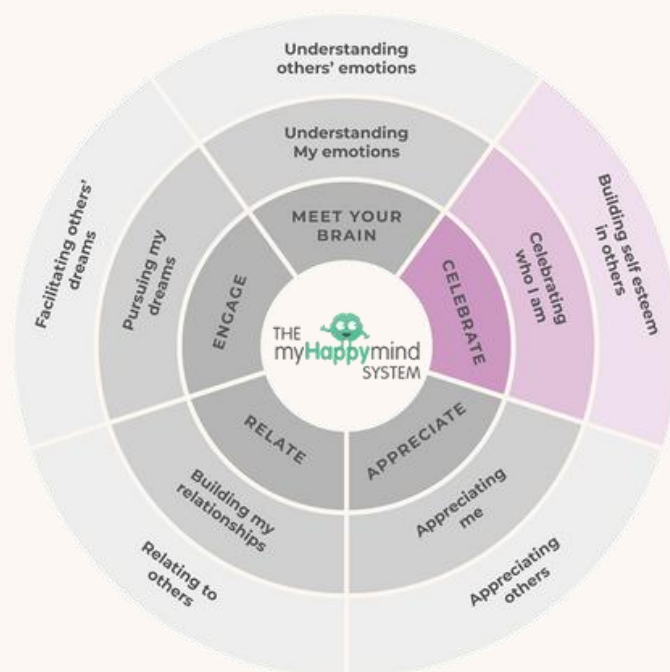 Understanding
others' emotions
Understanding
My emotions
MEET YOUR
BRAIN
Building self esteem
in others
Celebrating
who I am
CELEBRATE
Appreciating
others
Appreciating
me
APPRECIATE
Relating to
others
Building my
relationships
RELATE
Facilitating others'
dreams
Pursuing my
dreams
ENGAGE
THE
myHappymind
SYSTEM